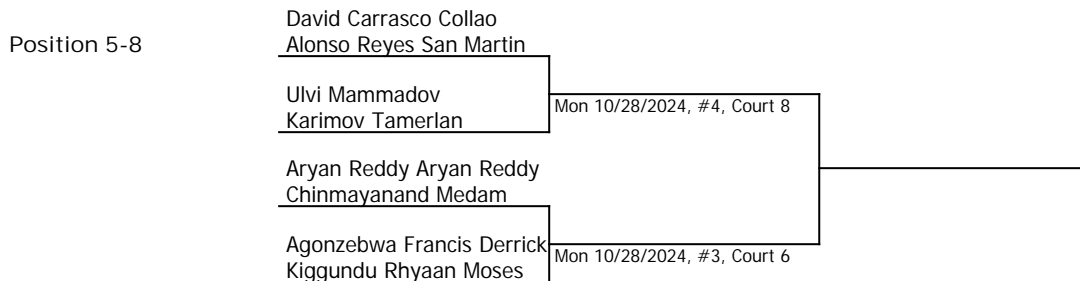 David Carrasco Collao
Position 5-8
Alonso Reyes San Martin
Ulvi Mammadov
Mon 10/28/2024, #4, Court 8
Karimov Tamerlan
Aryan Reddy Aryan Reddy
Chinmayanand Medam
Agonzebwa Francis Derrick
Mon 10/28/2024, #3, Court 6
Kiggundu Rhyaan Moses